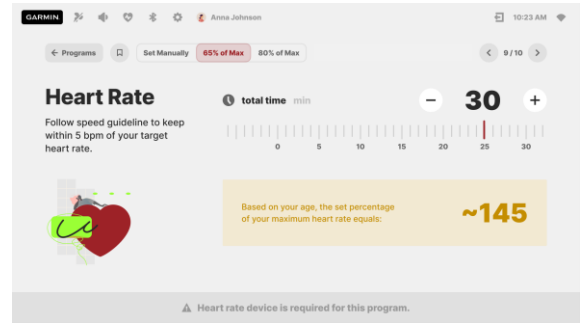 GARMIN Anna Johnson 10:23 AM
← Programs Set Manually 65% of Max 80% of Max < 9/10 >
Heart Rate
Follow speed guideline to keep
within 5 bpm of your target
heart rate.
total time min − 30 +
0 5 10 15 20 25 30
Based on your age, the set percentage
of your maximum heart rate equals:
~145
Heart rate device is required for this program.